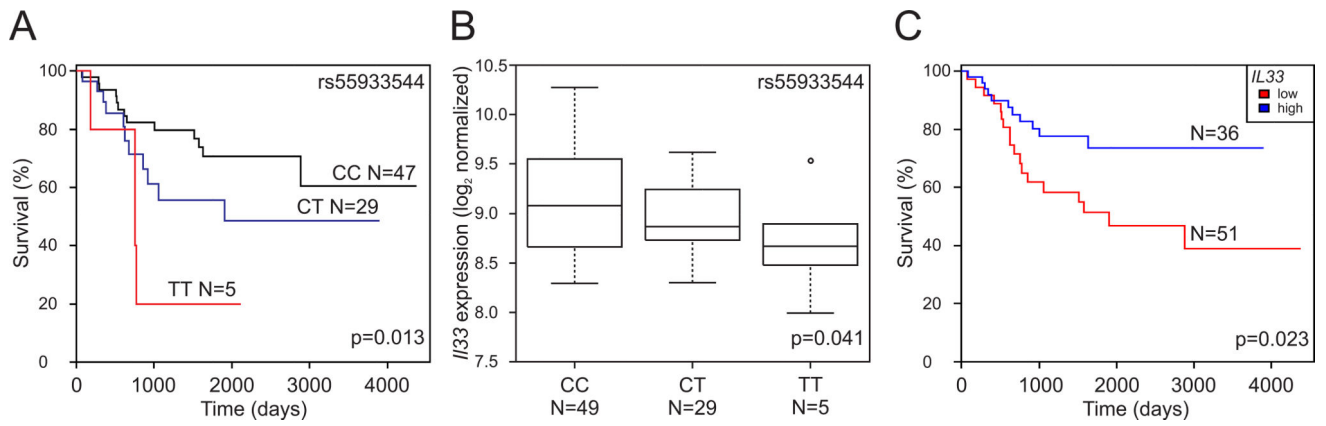 A
rs55933544
Survival (%)
100
80
60
40
20
0
CC N=47
CT N=29
TT N=5
p=0.013
0 1000 2000 3000 4000
Time (days)
B
rs55933544
Il33 expression (log2 normalized)
10.5
10.0
9.5
9.0
8.5
8.0
7.5
p=0.041
CC CT TT
N=49 N=29 N=5
C
Survival (%)
100
80
60
40
20
0
IL33
low
high
N=36
N=51
p=0.023
0 1000 2000 3000 4000
Time (days)